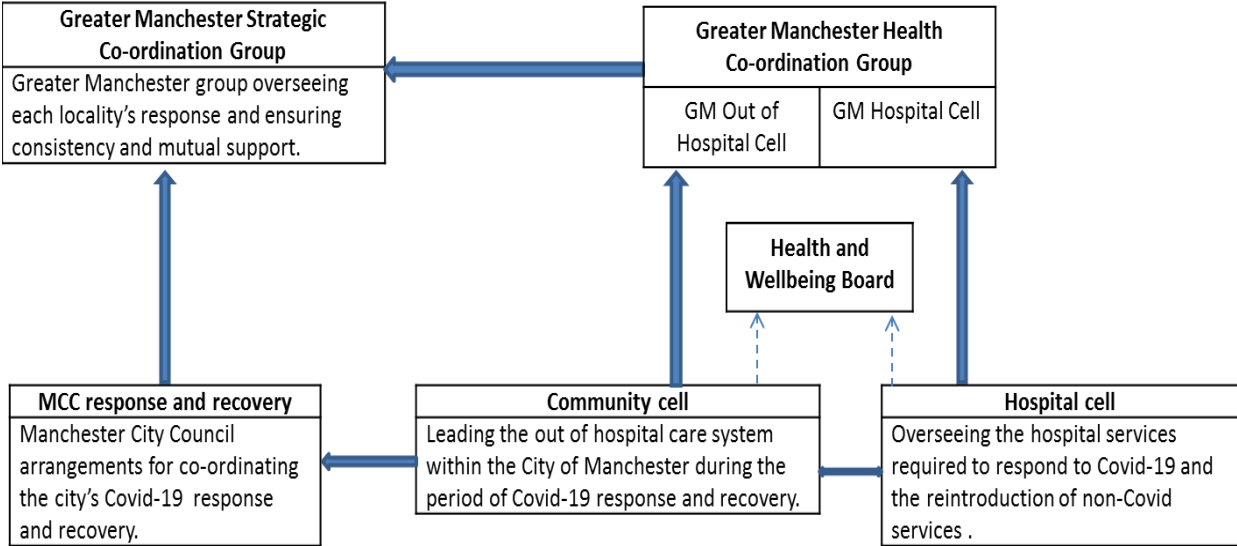 Greater Manchester Strategic
Co-ordination Group
Greater Manchester group overseeing
each locality’s response and ensuring
consistency and mutual support.
Greater Manchester Health
Co-ordination Group
GM Out of
Hospital Cell
GM Hospital Cell
Health and
Wellbeing Board
MCC response and recovery
Manchester City Council
arrangements for co-ordinating
the city’s Covid-19 response
and recovery.
Community cell
Leading the out of hospital care system
within the City of Manchester during the
period of Covid-19 response and recovery.
Hospital cell
Overseeing the hospital services
required to respond to Covid-19 and
the reintroduction of non-Covid
services .